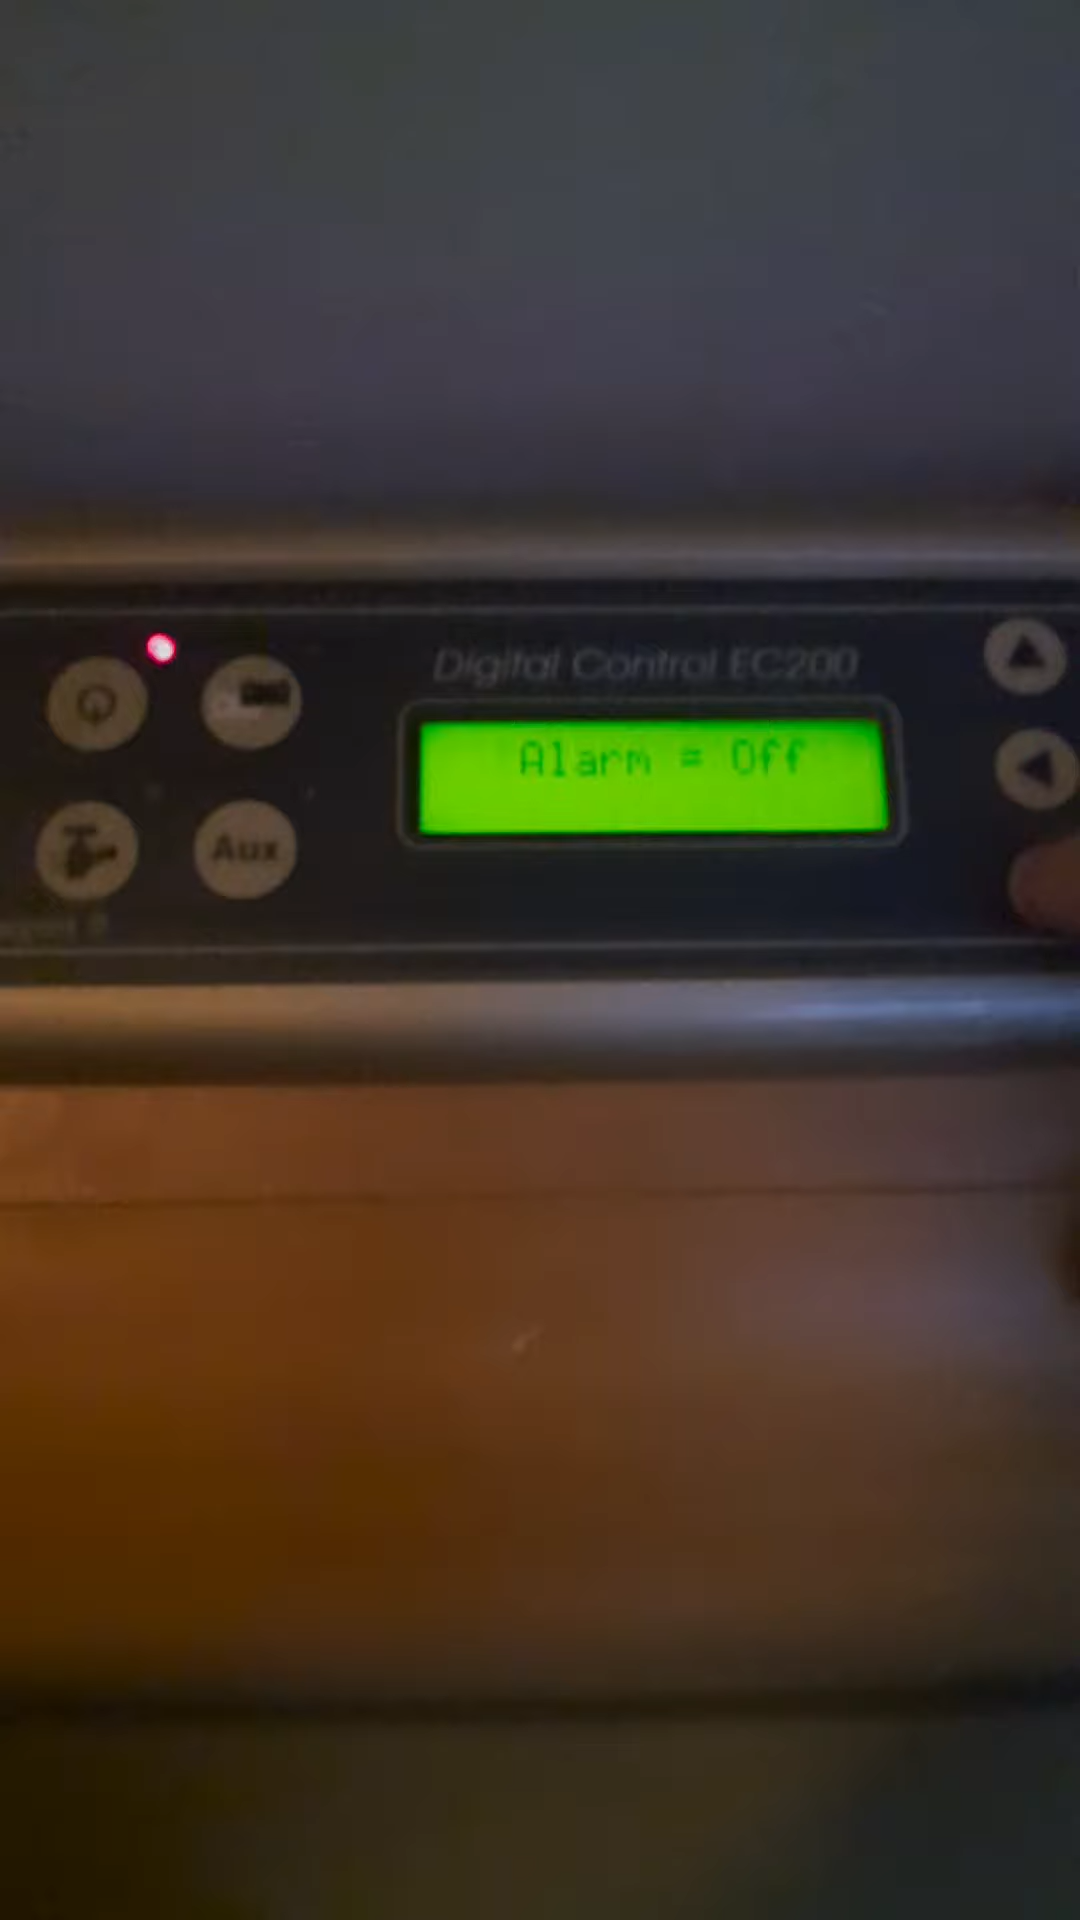 Digital Control EC200
Alarm = Off
Aux